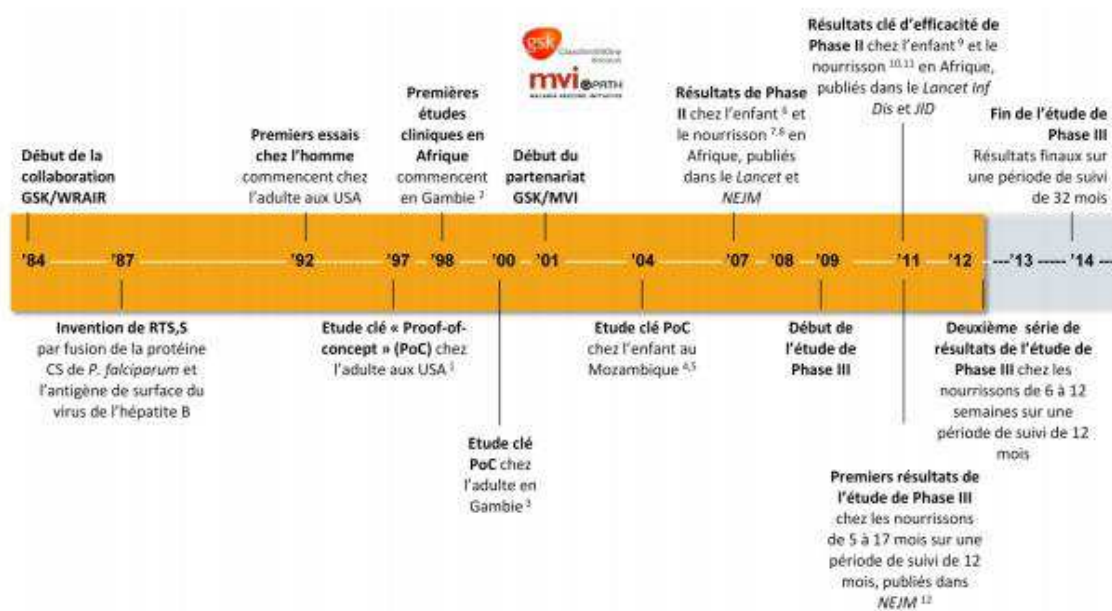 gsk
GlaxoSmithKline
mvi PATH
MALARIA VACCINE INITIATIVE
Début de la
collaboration
GSK/WRAIR
Premiers essais
chez l'homme
commencent chez
l'adulte aux USA
Premières
études
cliniques en
Afrique
commencent
en Gambie 2
Début du
partenariat
GSK/MVI
Résultats de Phase
II chez l'enfant 6 et
le nourrisson 7,8 en
Afrique, publiés
dans le Lancet et
NEJM
Résultats clé d'efficacité de
Phase II chez l'enfant 9 et le
nourrisson 10,11 en Afrique,
publiés dans le Lancet Inf
Dis et JID
Fin de l'étude de
Phase III
Résultats finaux sur
une période de suivi
de 32 mois
'84 '87 '92 '97 '98 '00 '01 '04 '07 '08 '09 '11 '12 ---'13 -----'14 ---
Invention de RTS,S
par fusion de la protéine
CS de P. falciparum et
l'antigène de surface du
virus de l'hépatite B
Etude clé « Proof-of-
concept » (PoC) chez
l'adulte aux USA 1
Etude clé
PoC chez
l'adulte en
Gambie 3
Etude clé PoC
chez l'enfant au
Mozambique 4,5
Début de
l'étude de
Phase III
Premiers résultats de
l'étude de Phase III
chez les nourrissons
de 5 à 17 mois sur une
période de suivi de 12
mois, publiés dans
NEJM 12
Deuxième série de
résultats de l'étude de
Phase III chez les
nourrissons de 6 à 12
semaines sur une
période de suivi de 12
mois